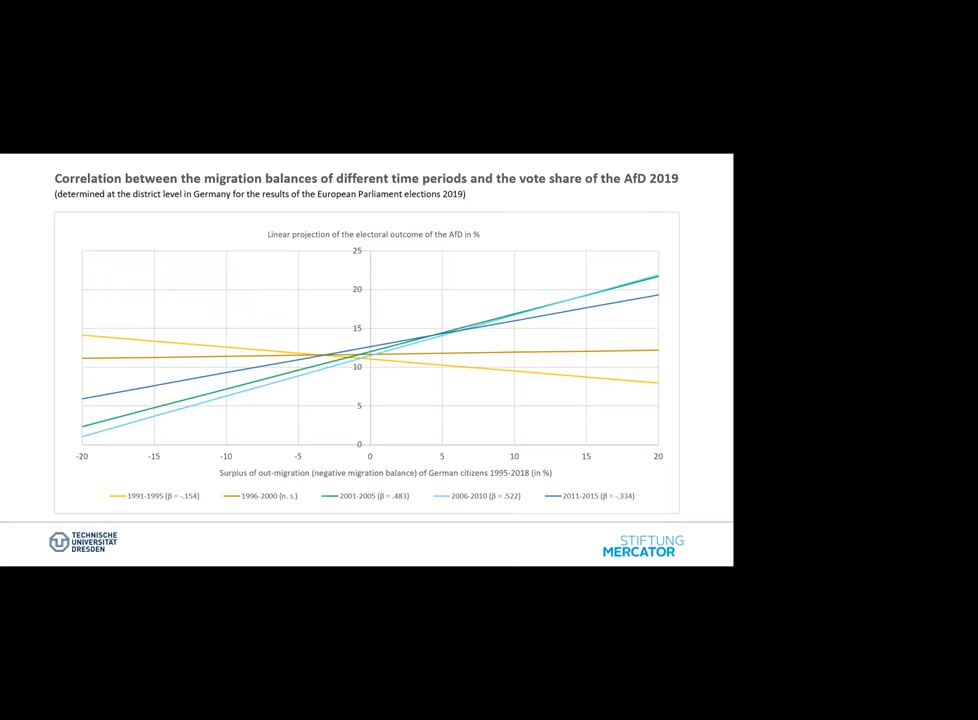 Correlation between the migration balances of different time periods and the vote share of the AfD 2019
(determined at the district level in Germany for the results of the European Parliament elections 2019)
Linear projection of the electoral outcome of the AfD in %
25
20
15
10
5
0
-20 -15 -10 -5 0 5 10 15 20
Surplus of out-migration (negative migration balance) of German citizens 1995-2018 (in %)
1991-1995 (β = -.154) 1996-2000 (n. s.) 2001-2005 (β = .483) 2006-2010 (β = .522) 2011-2015 (β = -.334)
TECHNISCHE
UNIVERSITÄT
DRESDEN
STIFTUNG
MERCATOR